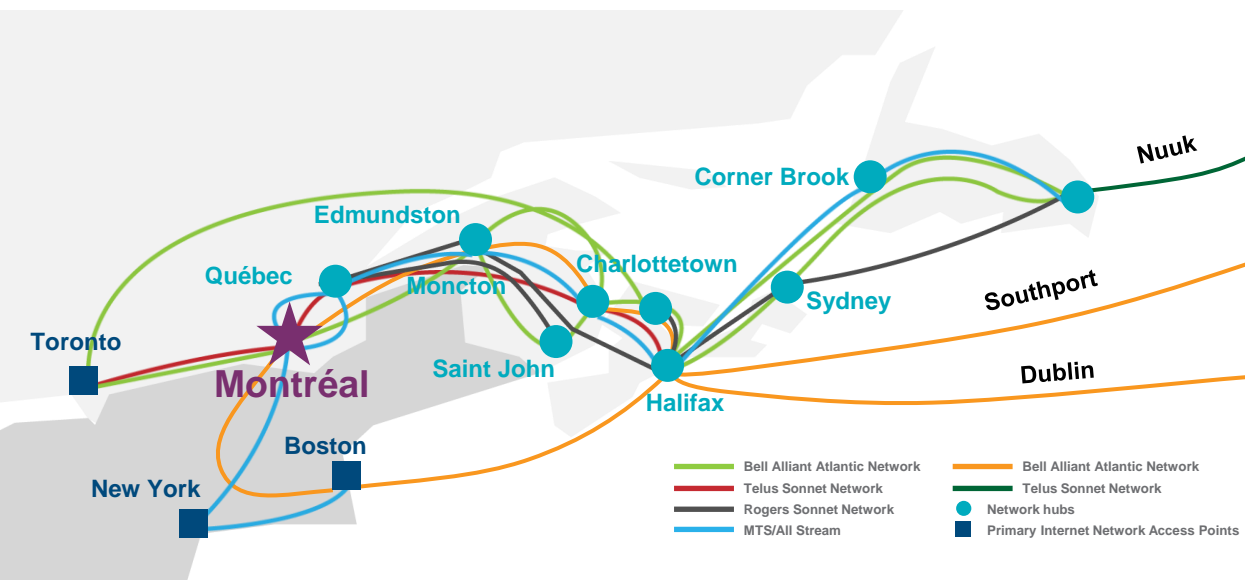 Nuuk
Corner Brook
Edmundston
Charlottetown
Québec
Moncton
Southport
Sydney
Toronto
Saint John
Montréal
Dublin
Halifax
Boston
New York
Bell Alliant Atlantic Network
Telus Sonnet Network
Rogers Sonnet Network
MTS/All Stream
Bell Alliant Atlantic Network
Telus Sonnet Network
Network hubs
Primary Internet Network Access Points